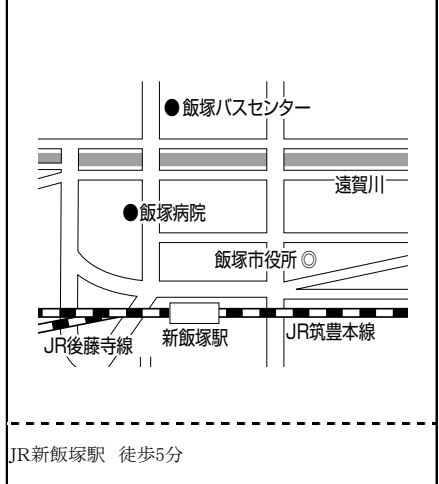 飯塚バスセンター
遠賀川
飯塚病院
飯塚市役所
JR後藤寺線
新飯塚駅
JR筑豊本線
JR新飯塚駅 徒歩5分